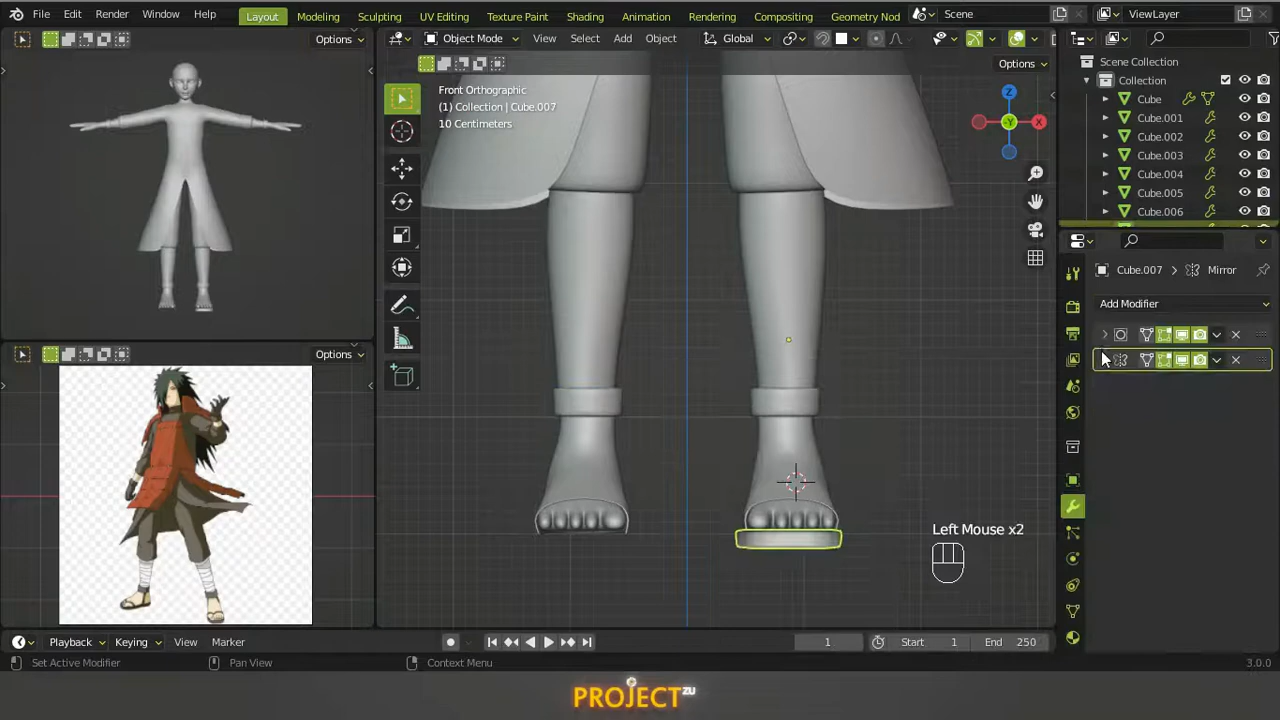 File Edit Render Window Help
Layout Modeling Sculpting UV Editing Texture Paint Shading Animation Rendering Compositing Geometry Nod
Scene
ViewLayer
Options
Object Mode View Select Add Object
Global
Options
Front Orthographic
(1) Collection | Cube.007
10 Centimeters
Z
-Y
X
Scene Collection
Collection
Cube
Cube.001
Cube.002
Cube.003
Cube.004
Cube.005
Cube.006
Cube.007 > Mirror
Add Modifier
Options
Left Mouse x2
Playback Keying View Marker
1
Start 1
End 250
Set Active Modifier
Pan View
Context Menu
3.0.0
PROJECT ZU